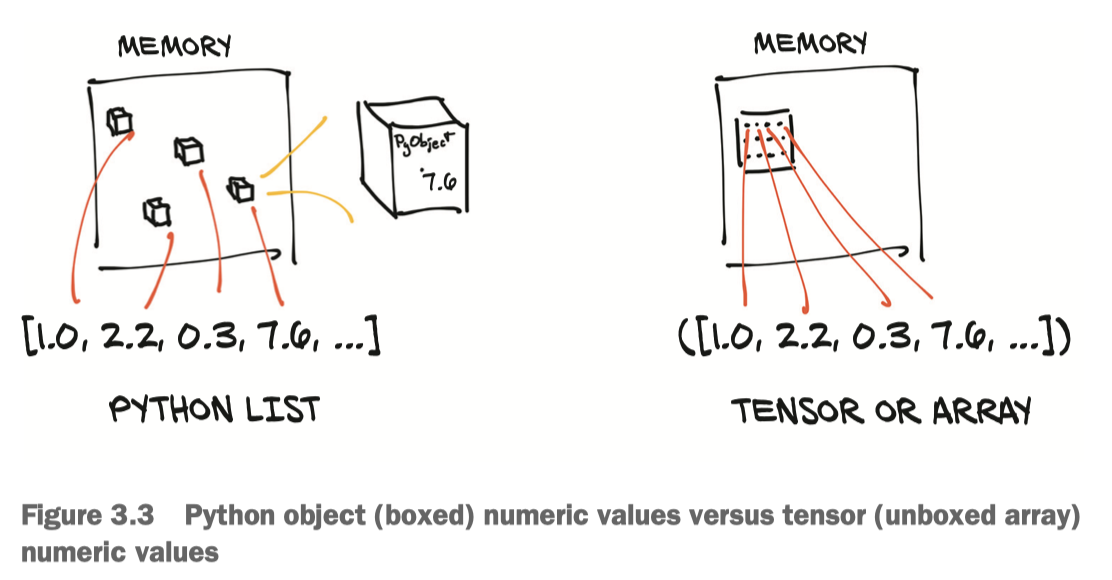 MEMORY
PyObject
7.6
[1.0, 2.2, 0.3, 7.6, ...]
PYTHON LIST
MEMORY
([1.0, 2.2, 0.3, 7.6, ...])
TENSOR OR ARRAY
Figure 3.3 Python object (boxed) numeric values versus tensor (unboxed array)
numeric values